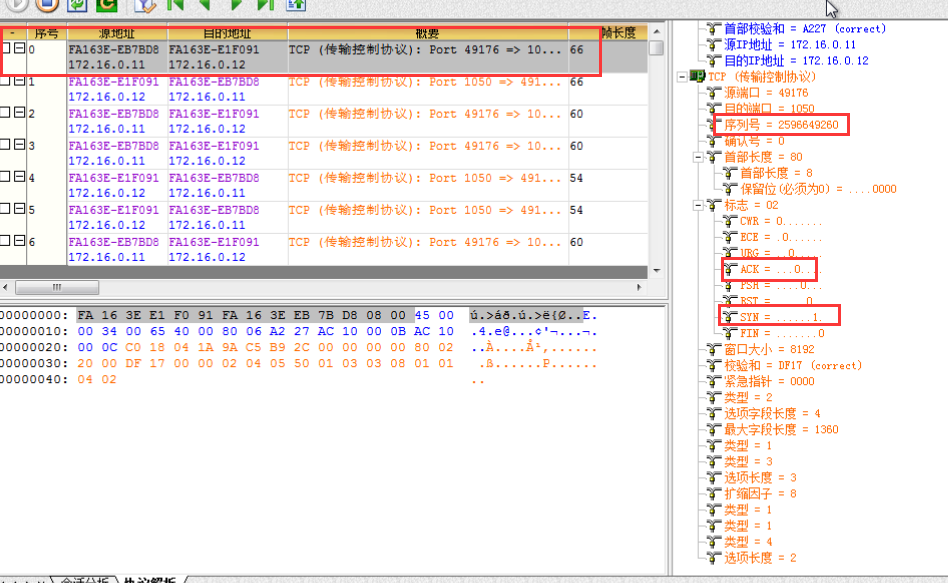 - 序号 源地址 目的地址 概要 帧长度
0 FA163E-EB7BD8 FA163E-E1F091 TCP (传输控制协议): Port 49176 => 10... 66
172.16.0.11 172.16.0.12
1 FA163E-E1F091 FA163E-EB7BD8 TCP (传输控制协议): Port 1050 => 491... 66
172.16.0.12 172.16.0.11
2 FA163E-EB7BD8 FA163E-E1F091 TCP (传输控制协议): Port 49176 => 10... 60
172.16.0.11 172.16.0.12
3 FA163E-EB7BD8 FA163E-E1F091 TCP (传输控制协议): Port 49176 => 10... 60
172.16.0.11 172.16.0.12
4 FA163E-E1F091 FA163E-EB7BD8 TCP (传输控制协议): Port 1050 => 491... 54
172.16.0.12 172.16.0.11
5 FA163E-E1F091 FA163E-EB7BD8 TCP (传输控制协议): Port 1050 => 491... 54
172.16.0.12 172.16.0.11
6 FA163E-EB7BD8 FA163E-E1F091 TCP (传输控制协议): Port 49176 => 10... 60
172.16.0.11 172.16.0.12
00000000: FA 16 3E E1 F0 91 FA 16 3E EB 7B D8 08 00 45 00 ú.>áð.ú.>ë{Ø..E.
00000010: 00 34 00 65 40 00 80 06 A2 27 AC 10 00 0B AC 10 .4.e@...¢'¬...¬.
00000020: 00 0C C0 18 04 1A 9A C5 B9 2C 00 00 00 00 80 02 ..À....Å¹,......
00000030: 20 00 DF 17 00 00 02 04 05 50 01 03 03 08 01 01 .ß......P......
00000040: 04 02 ..
首部校验和 = A227 (correct)
源IP地址 = 172.16.0.11
目的IP地址 = 172.16.0.12
TCP (传输控制协议)
源端口 = 49176
目的端口 = 1050
序列号 = 2596649260
确认号 = 0
首部长度 = 80
首部长度 = 8
保留位(必须为0) = ....0000
标志 = 02
CWR = 0.......
ECE = .0......
URG = ..0.....
ACK = ...0....
PSH = ....0...
RST = .....0..
SYN = ......1.
FIN = .......0
窗口大小 = 8192
校验和 = DF17 (correct)
紧急指针 = 0000
类型 = 2
选项字段长度 = 4
最大字段长度 = 1360
类型 = 1
类型 = 3
选项长度 = 3
扩缩因子 = 8
类型 = 1
类型 = 1
类型 = 4
选项长度 = 2
会话分析 协议解析